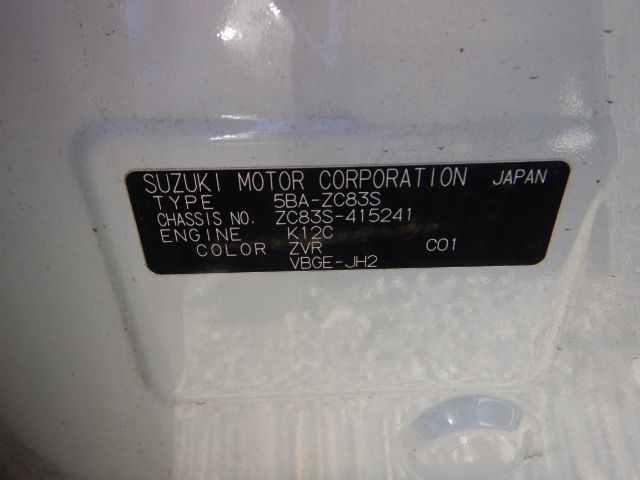 SUZUKI MOTOR CORPORATION JAPAN
TYPE 5BA-ZC83S
CHASSIS NO. ZC83S-415241
ENGINE K12C
COLOR ZVR C01
VBGE-JH2